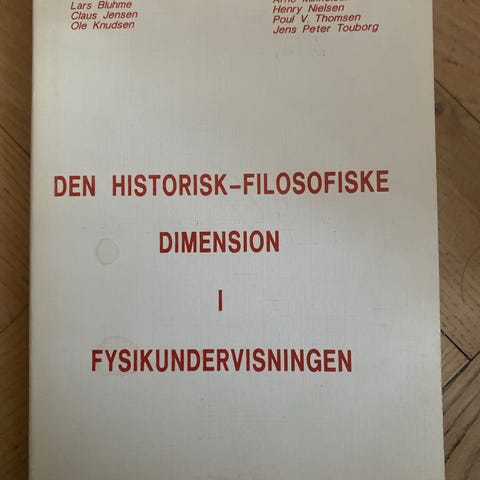 Lars Bluhme
Claus Jensen
Ole Knudsen
Henry Nielsen
Poul V. Thomsen
Jens Peter Touborg
DEN HISTORISK-FILOSOFISKE
DIMENSION
I
FYSIKUNDERVISNINGEN